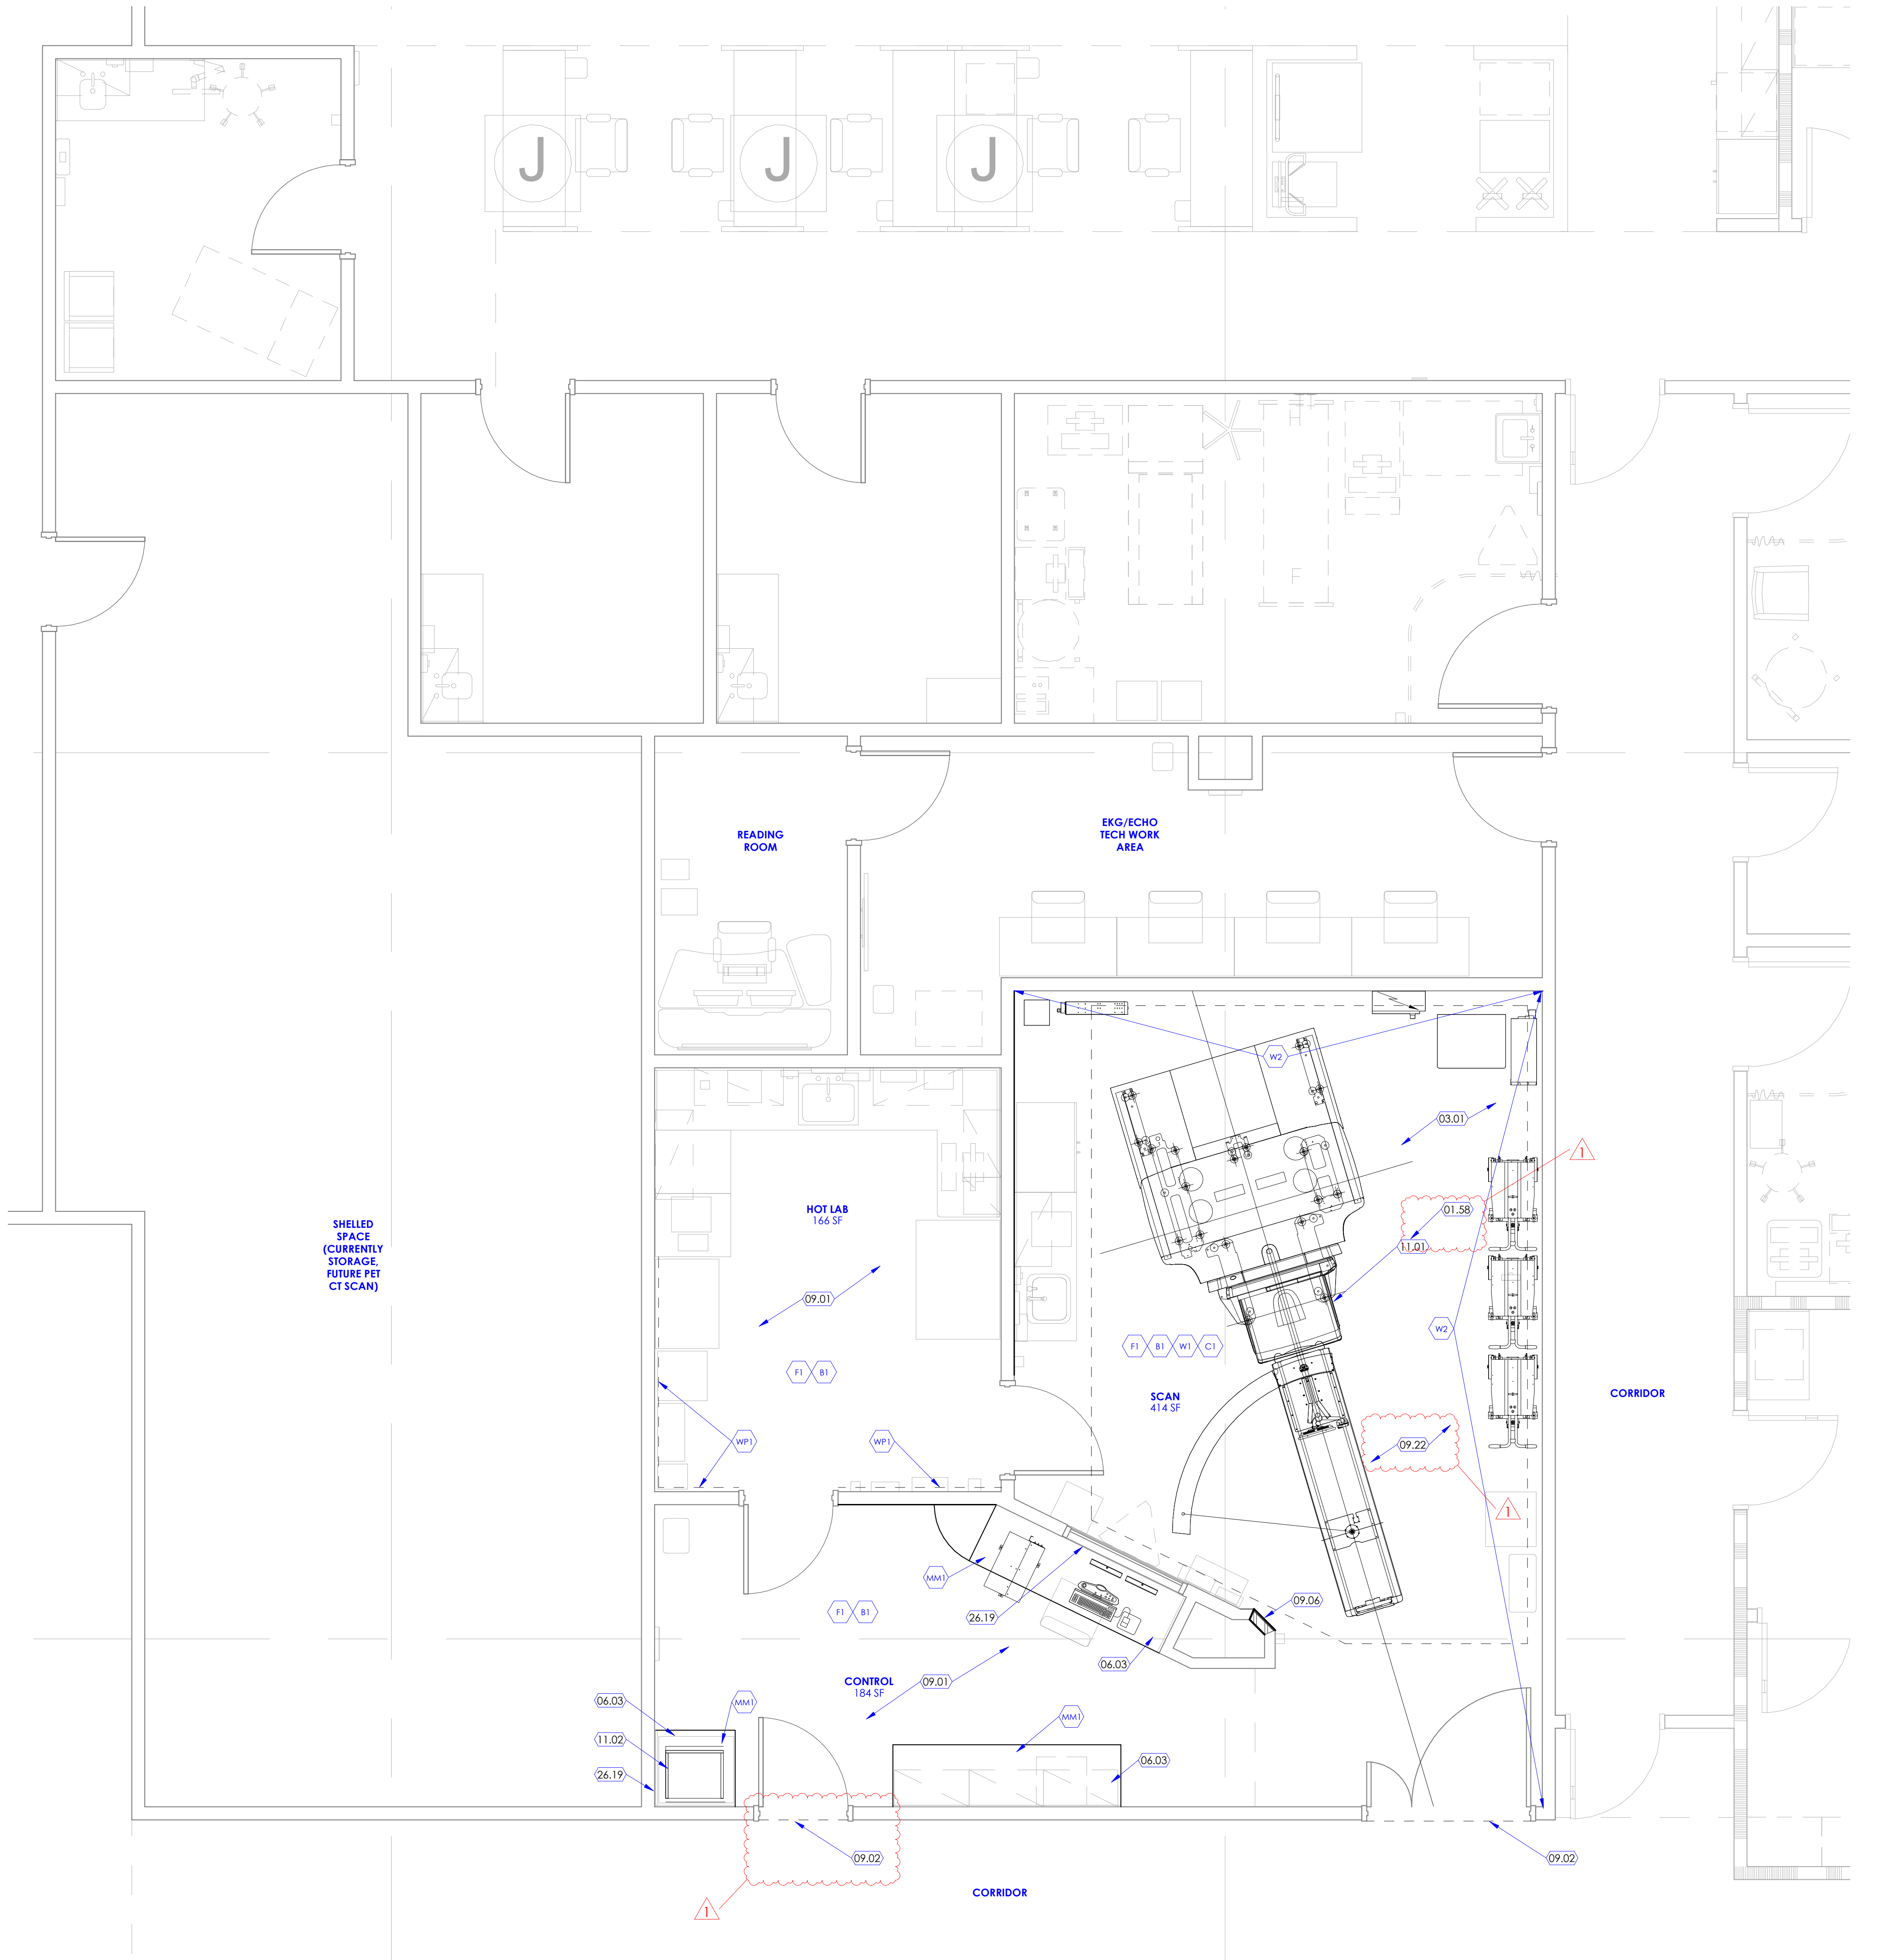 J
J
J
F
READING
ROOM
EKG/ECHO
TECH WORK
AREA
W2
03.01
1
01.58
11.01
HOT LAB
166 SF
SHELLED
SPACE
(CURRENTLY
STORAGE,
FUTURE PET
CT SCAN)
09.01
W2
F1
B1
W1
C1
F1
B1
SCAN
414 SF
CORRIDOR
WP1
WP1
09.22
1
MM1
09.06
F1
B1
26.19
06.03
CONTROL
184 SF
09.01
06.03
MM1
MM1
11.02
06.03
26.19
09.02
09.02
CORRIDOR
1